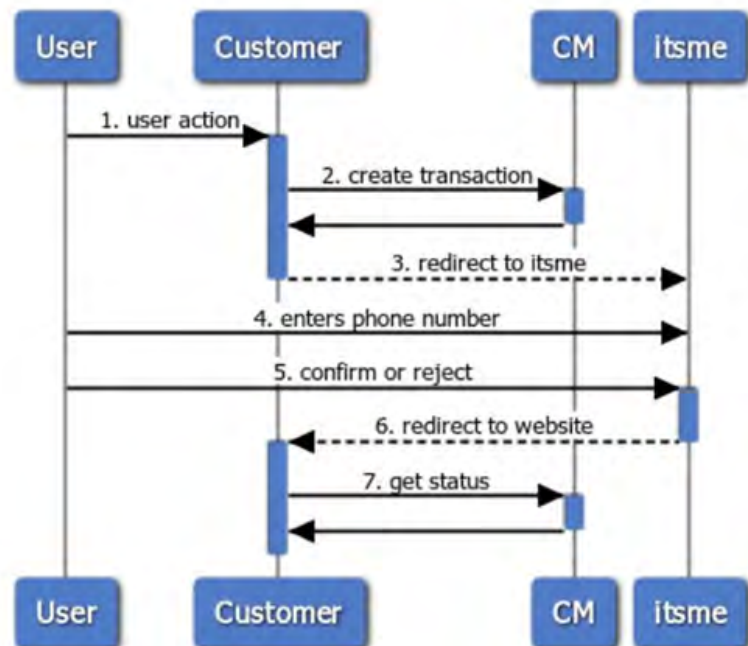 User Customer CM itsme
1. user action
2. create transaction
3. redirect to itsme
4. enters phone number
5. confirm or reject
6. redirect to website
7. get status
User Customer CM itsme